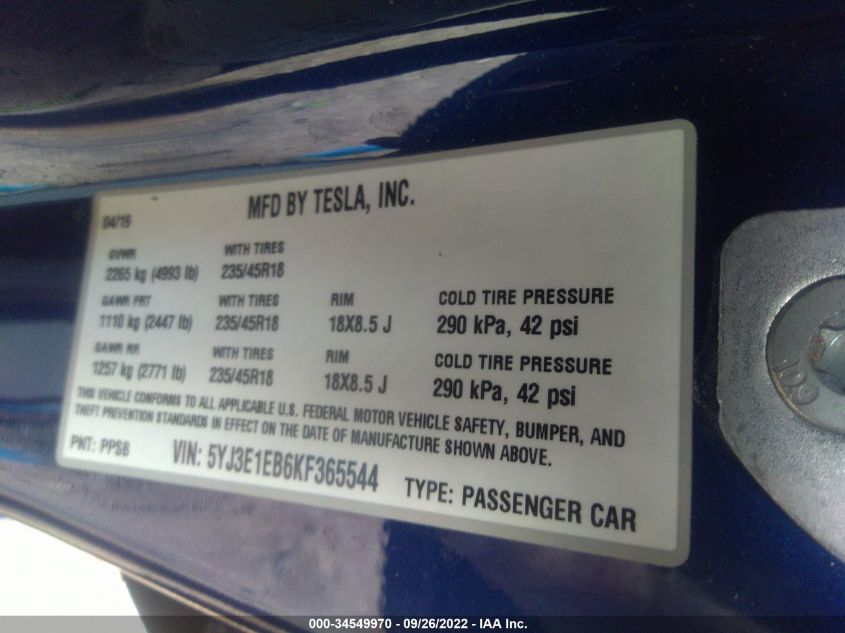 MFD BY TESLA, INC.
04/19
GVWR WITH TIRES
2265 kg (4993 lb) 235/45R18
GAWR FRT WITH TIRES RIM COLD TIRE PRESSURE
1110 kg (2447 lb) 235/45R18 18X8.5 J 290 kPa, 42 psi
GAWR RR WITH TIRES RIM COLD TIRE PRESSURE
1257 kg (2771 lb) 235/45R18 18X8.5 J 290 kPa, 42 psi
THIS VEHICLE CONFORMS TO ALL APPLICABLE U.S. FEDERAL MOTOR VEHICLE SAFETY, BUMPER, AND
THEFT PREVENTION STANDARDS IN EFFECT ON THE DATE OF MANUFACTURE SHOWN ABOVE.
PNT: PPSB VIN: 5YJ3E1EB6KF365544 TYPE: PASSENGER CAR
109
000-34549970 - 09/26/2022 - IAA Inc.